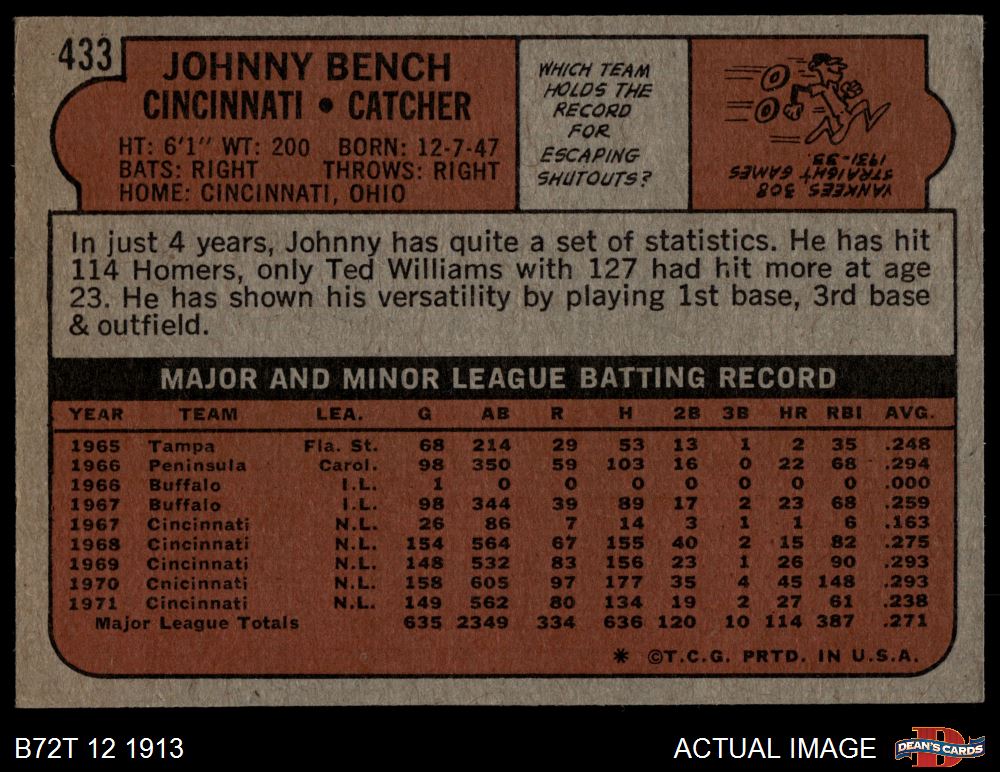 433
JOHNNY BENCH
CINCINNATI • CATCHER
HT: 6'1" WT: 200 BORN: 12-7-47
BATS: RIGHT THROWS: RIGHT
HOME: CINCINNATI, OHIO
WHICH TEAM
HOLDS THE
RECORD
FOR
ESCAPING
SHUTOUTS?
YANKEES 308
STRAIGHT GAMES
1931-33.
In just 4 years, Johnny has quite a set of statistics. He has hit
114 Homers, only Ted Williams with 127 had hit more at age
23. He has shown his versatility by playing 1st base, 3rd base
& outfield.
MAJOR AND MINOR LEAGUE BATTING RECORD
YEAR TEAM LEA. G AB R H 2B 3B HR RBI AVG.
1965 Tampa Fla. St. 68 214 29 53 13 1 2 35 .248
1966 Peninsula Carol. 98 350 59 103 16 0 22 68 .294
1966 Buffalo I.L. 1 0 0 0 0 0 0 0 .000
1967 Buffalo I.L. 98 344 39 89 17 2 23 68 .259
1967 Cincinnati N.L. 26 86 7 14 3 1 1 6 .163
1968 Cincinnati N.L. 154 564 67 155 40 2 15 82 .275
1969 Cincinnati N.L. 148 532 83 156 23 1 26 90 .293
1970 Cnicinnati N.L. 158 605 97 177 35 4 45 148 .293
1971 Cincinnati N.L. 149 562 80 134 19 2 27 61 .238
Major League Totals 635 2349 334 636 120 10 114 387 .271
* ©T.C.G. PRTD. IN U.S.A.
B72T 12 1913
ACTUAL IMAGE
DEAN'S CARDS